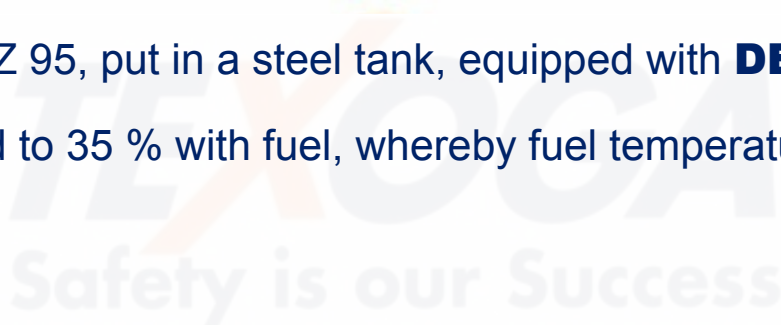 Z 95, put in a steel tank, equipped with DE
d to 35 % with fuel, whereby fuel temperatu
TEXOCA
Safety is our Success